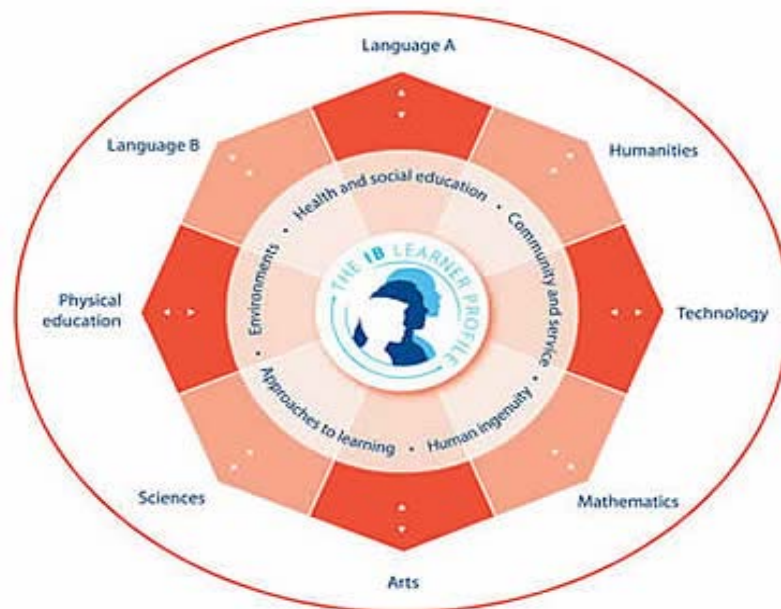 Language A
Language B
Humanities
Health and social education
•
Community and service
•
Environments
•
THE IB LEARNER PROFILE
Physical
education
Technology
•
Approaches to learning
•
Human ingenuity
Sciences
Mathematics
Arts